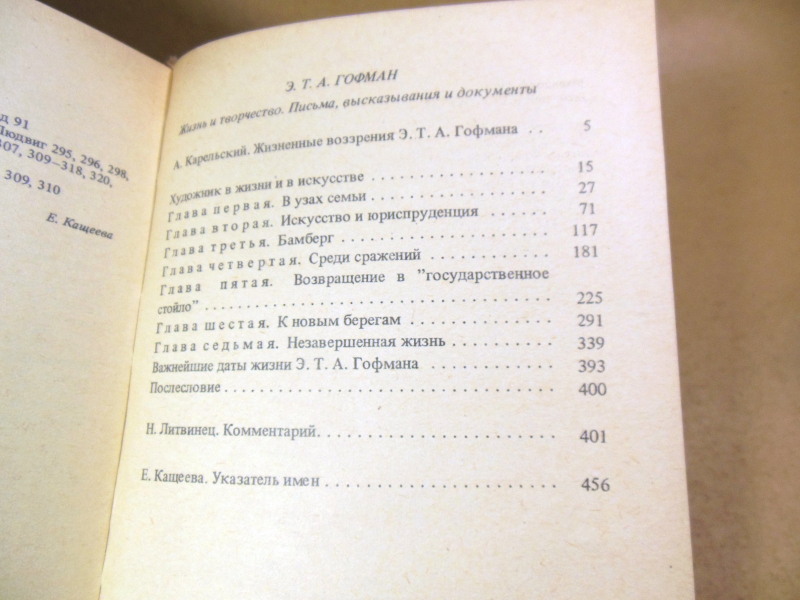 д 91
Людвиг 295, 296, 298,
307, 309—318, 320,
309, 310
Е. Кащеева
Э. Т. А. ГОФМАН
Жизнь и творчество. Письма, высказывания и документы
А. Карельский. Жизненные воззрения Э. Т. А. Гофмана . . 5
Художник в жизни и в искусстве . . . . . . . . . . . . 15
Глава первая. В узах семьи . . . . . . . . . . . . 27
Глава вторая. Искусство и юриспруденция . . . . . . 71
Глава третья. Бамберг . . . . . . . . . . . . . . 117
Глава четвертая. Среди сражений . . . . . . . . . 181
Глава пятая. Возвращение в "государственное
стойло" . . . . . . . . . . . . . . . . . . . . . . 225
Глава шестая. К новым берегам . . . . . . . . . . . 291
Глава седьмая. Незавершенная жизнь . . . . . . . . 339
Важнейшие даты жизни Э. Т. А. Гофмана . . . . . . . . 393
Послесловие . . . . . . . . . . . . . . . . . . . . . 400
Н. Литвинец. Комментарий. . . . . . . . . . . . . . . 401
Е. Кащеева. Указатель имен . . . . . . . . . . . . . . 456